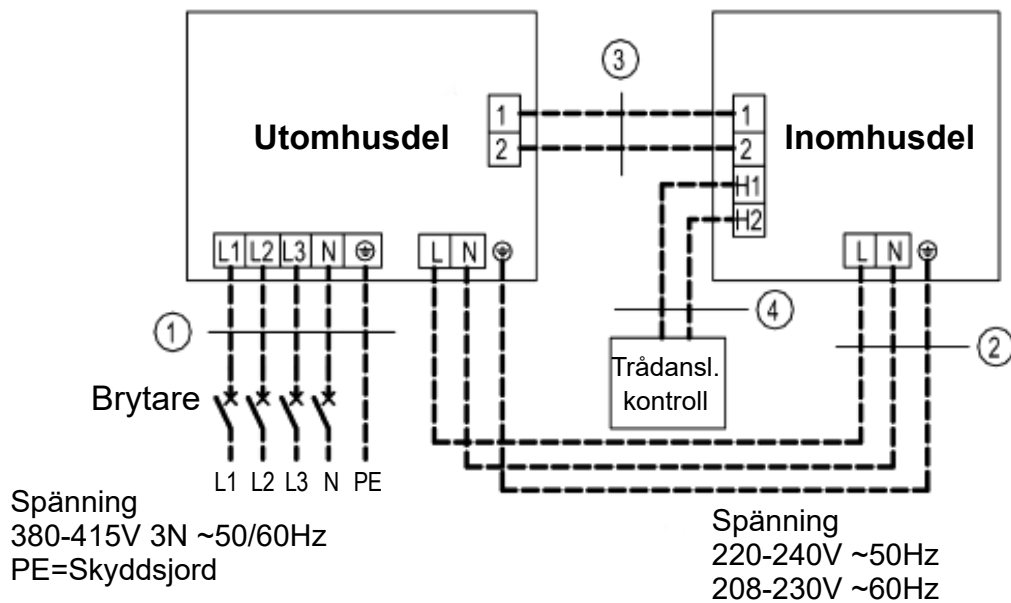 ③
1
1
Utomhusdel
Inomhusdel
2
2
H1
H2
L1 L2 L3 N
L N
L N
①
④
②
Trådansl.
kontroll
Brytare
L1 L2 L3 N PE
Spänning
380-415V 3N ~50/60Hz
PE=Skyddsjord
Spänning
220-240V ~50Hz
208-230V ~60Hz